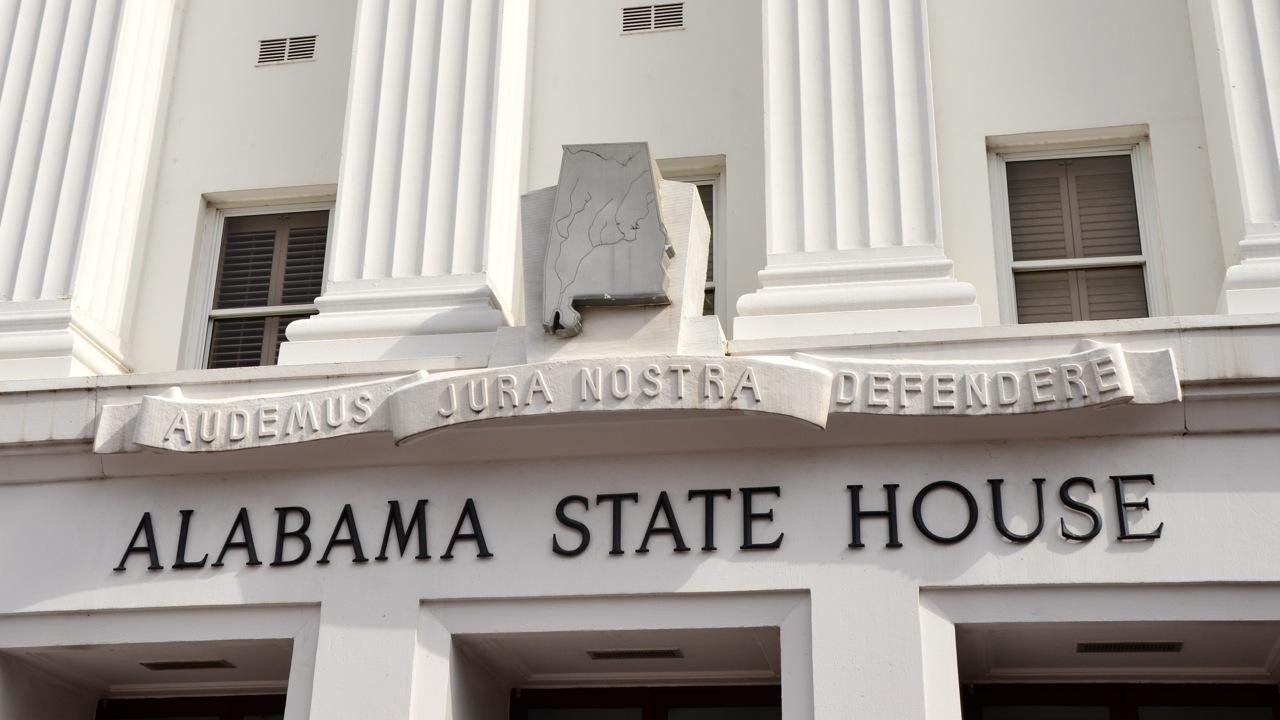 AUDEMUS JURA NOSTRA DEFENDERE
ALABAMA STATE HOUSE